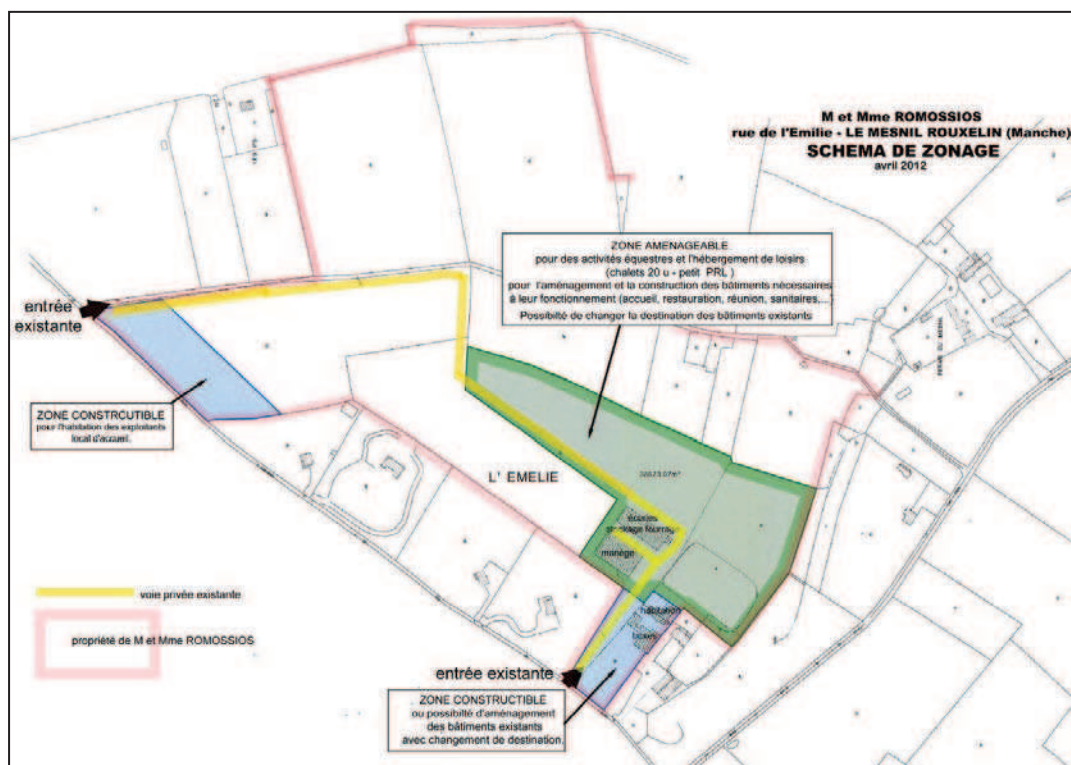 M et Mme ROMOSSIOS
rue de l'Emilie - LE MESNIL ROUXELIN (Manche)
SCHEMA DE ZONAGE
avril 2012
ZONE AMENAGEABLE
pour des activités équestres et l'hébergement de loisirs
(chalets 20 u - petit PRL )
pour l'aménagement et la construction des bâtiments nécessaires
à leur fonctionnement (accueil, restauration, réunion, sanitaires,...)
Possibilté de changer la destination des bâtiments existants
entrée
existante
ZONE CONSTRCUTIBLE
pour l'habitation des exploitants
local d'accueil.
L' EMELIE
écuries
stockage fourrage
manège
habitation
boxes
voie privée existante
propriété de M et Mme ROMOSSIOS
entrée existante
ZONE CONSTRUCTIBLE
ou possibilté d'aménagement
des bâtiments existants
avec changement de destination.